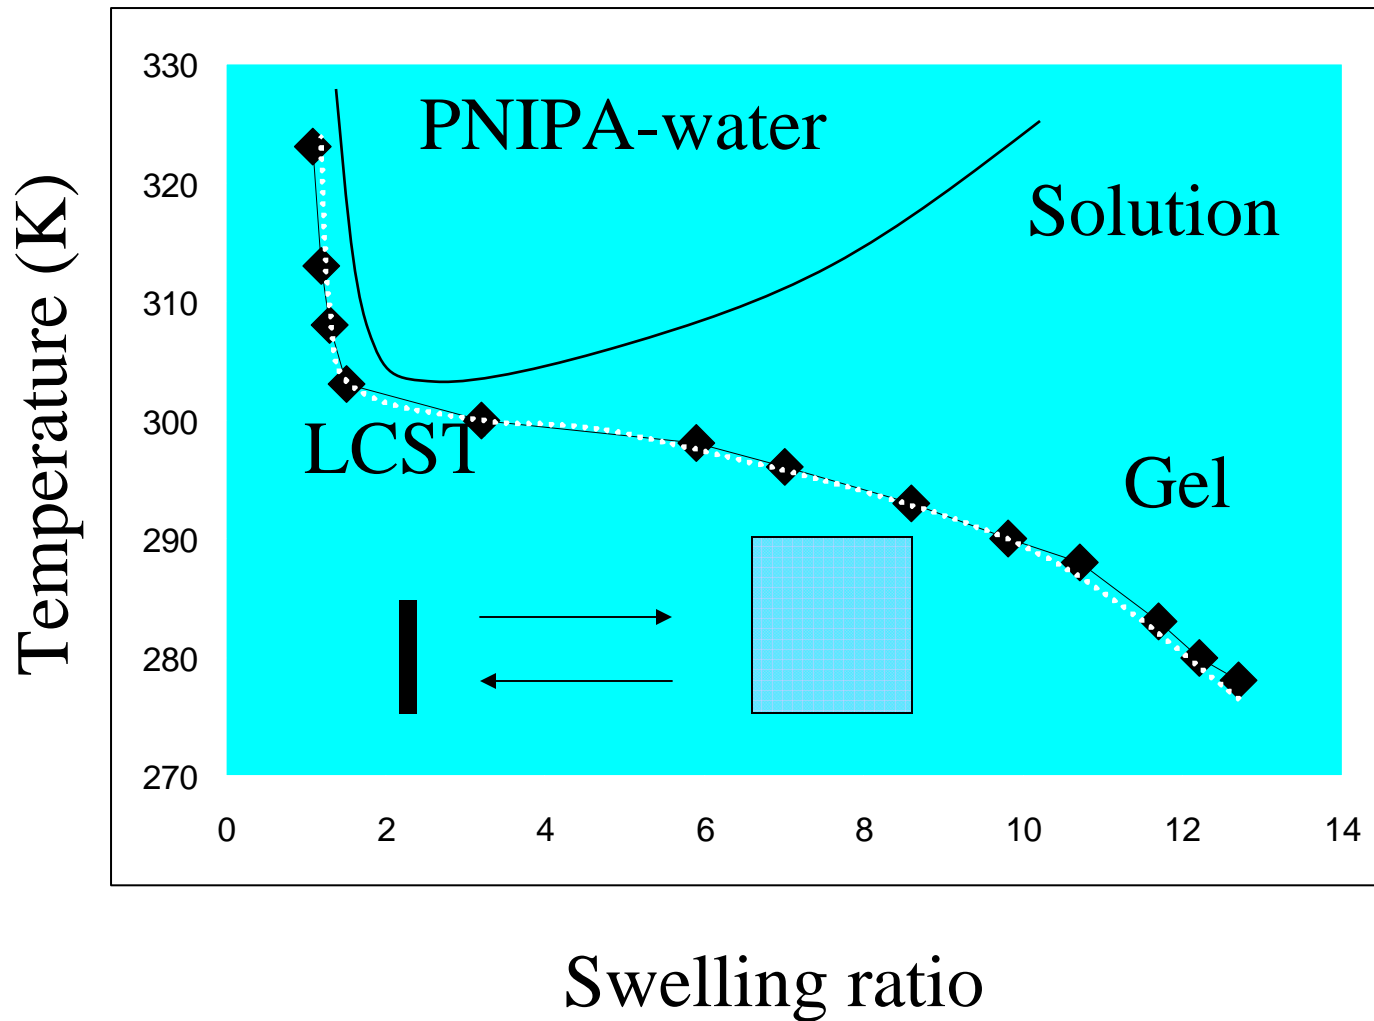 330
PNIPA-water
320
Solution
310
300
LCST
Gel
290
280
270
0 2 4 6 8 10 12 14
Temperature (K)
Swelling ratio